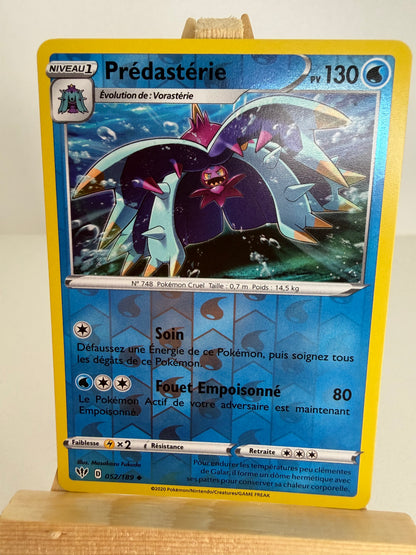 NIVEAU 1
Prédastérie
PV 130
Évolution de : Vorastérie
N° 748 Pokémon Cruel Taille : 0,7 m Poids : 14,5 kg
Soin
Défaussez une Énergie de ce Pokémon, puis soignez tous
les dégâts de ce Pokémon.
Fouet Empoisonné 80
Le Pokémon Actif de votre adversaire est maintenant
Empoisonné.
Faiblesse ×2 Résistance Retraite
Illus. Masakazu Fukuda
D 052/189
Pour endurer les températures peu clémentes
de Galar, il forme un dôme hermétique avec
ses pattes pour conserver sa chaleur corporelle.
©2020 Pokémon/Nintendo/Creatures/GAME FREAK